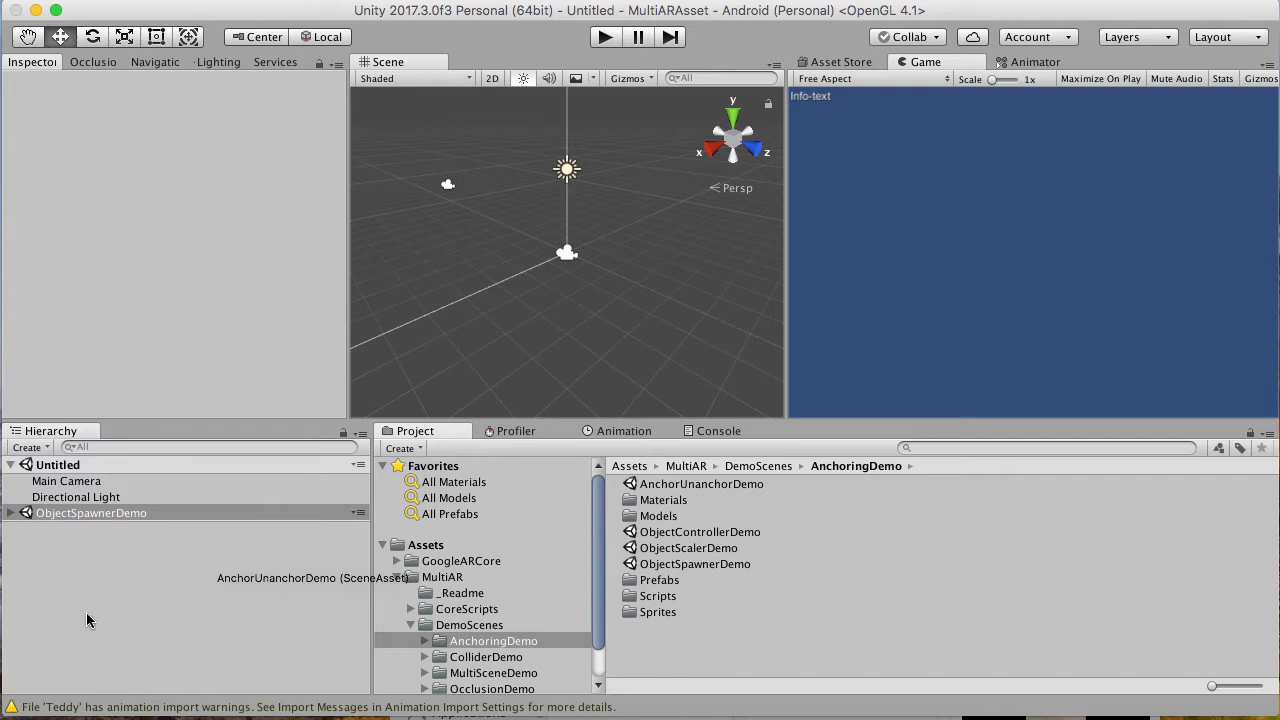 Unity 2017.3.0f3 Personal (64bit) - Untitled - MultiARAsset - Android (Personal) <OpenGL 4.1>
Center Local Collab Account Layers Layout
Inspector Occlusio Navigatic Lighting Services
Scene
Asset Store Game Animator
Shaded 2D Gizmos All
Free Aspect Scale 1x Maximize On Play Mute Audio Stats Gizmos
Info-text
y
x z
Persp
Hierarchy
Create All
Untitled
Main Camera
Directional Light
ObjectSpawnerDemo
AnchorUnanchorDemo (SceneAsset)
Project Profiler Animation Console
Create
Favorites
All Materials
All Models
All Prefabs
Assets
GoogleARCore
MultiAR
_Readme
CoreScripts
DemoScenes
AnchoringDemo
ColliderDemo
MultiSceneDemo
OcclusionDemo
Assets MultiAR DemoScenes AnchoringDemo
AnchorUnanchorDemo
Materials
Models
ObjectControllerDemo
ObjectScalerDemo
ObjectSpawnerDemo
Prefabs
Scripts
Sprites
File 'Teddy' has animation import warnings. See Import Messages in Animation Import Settings for more details.